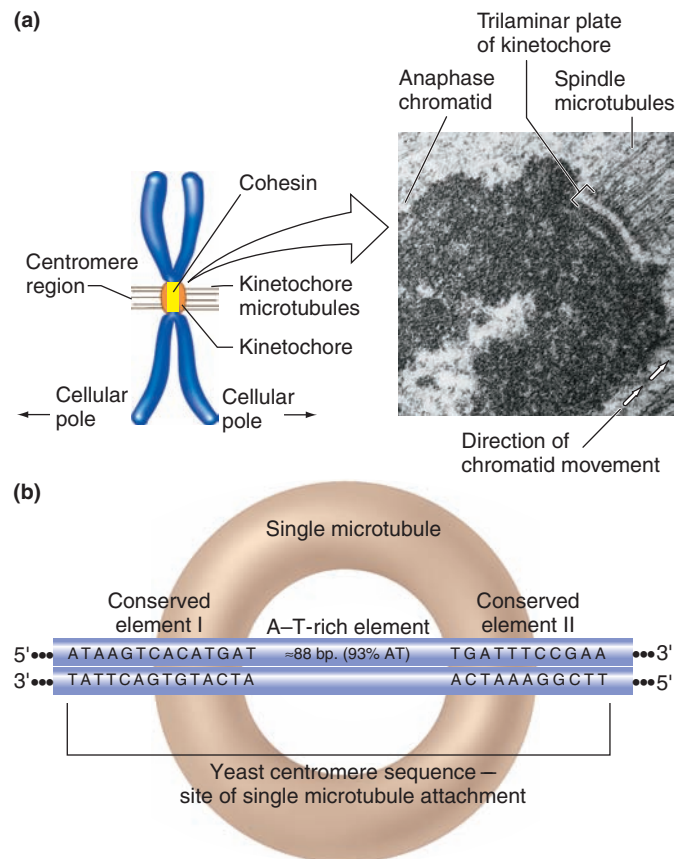 (a)
Trilaminar plate
of kinetochore
Anaphase
chromatid
Spindle
microtubules
Cohesin
Centromere
region
Kinetochore
microtubules
Kinetochore
Cellular
pole
Cellular
pole
Direction of
chromatid movement
(b)
Single microtubule
Conserved
element I
A–T-rich element
Conserved
element II
5'•••ATAAGTCACATGAT ≈88 bp. (93% AT) TGATTTCCGAA•••3'
3'•••TATTCAGTGTACTA ACTAAAGGCTT•••5'
Yeast centromere sequence—
site of single microtubule attachment